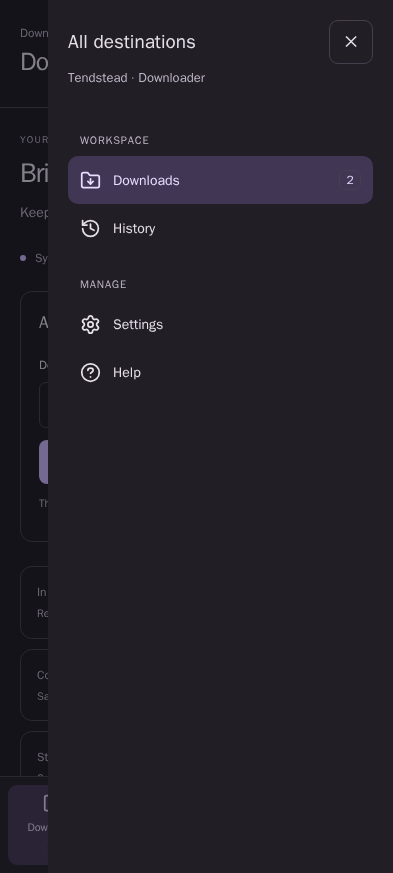 All destinations
Tendstead · Downloader
WORKSPACE
Downloads 2
History
MANAGE
Settings
Help